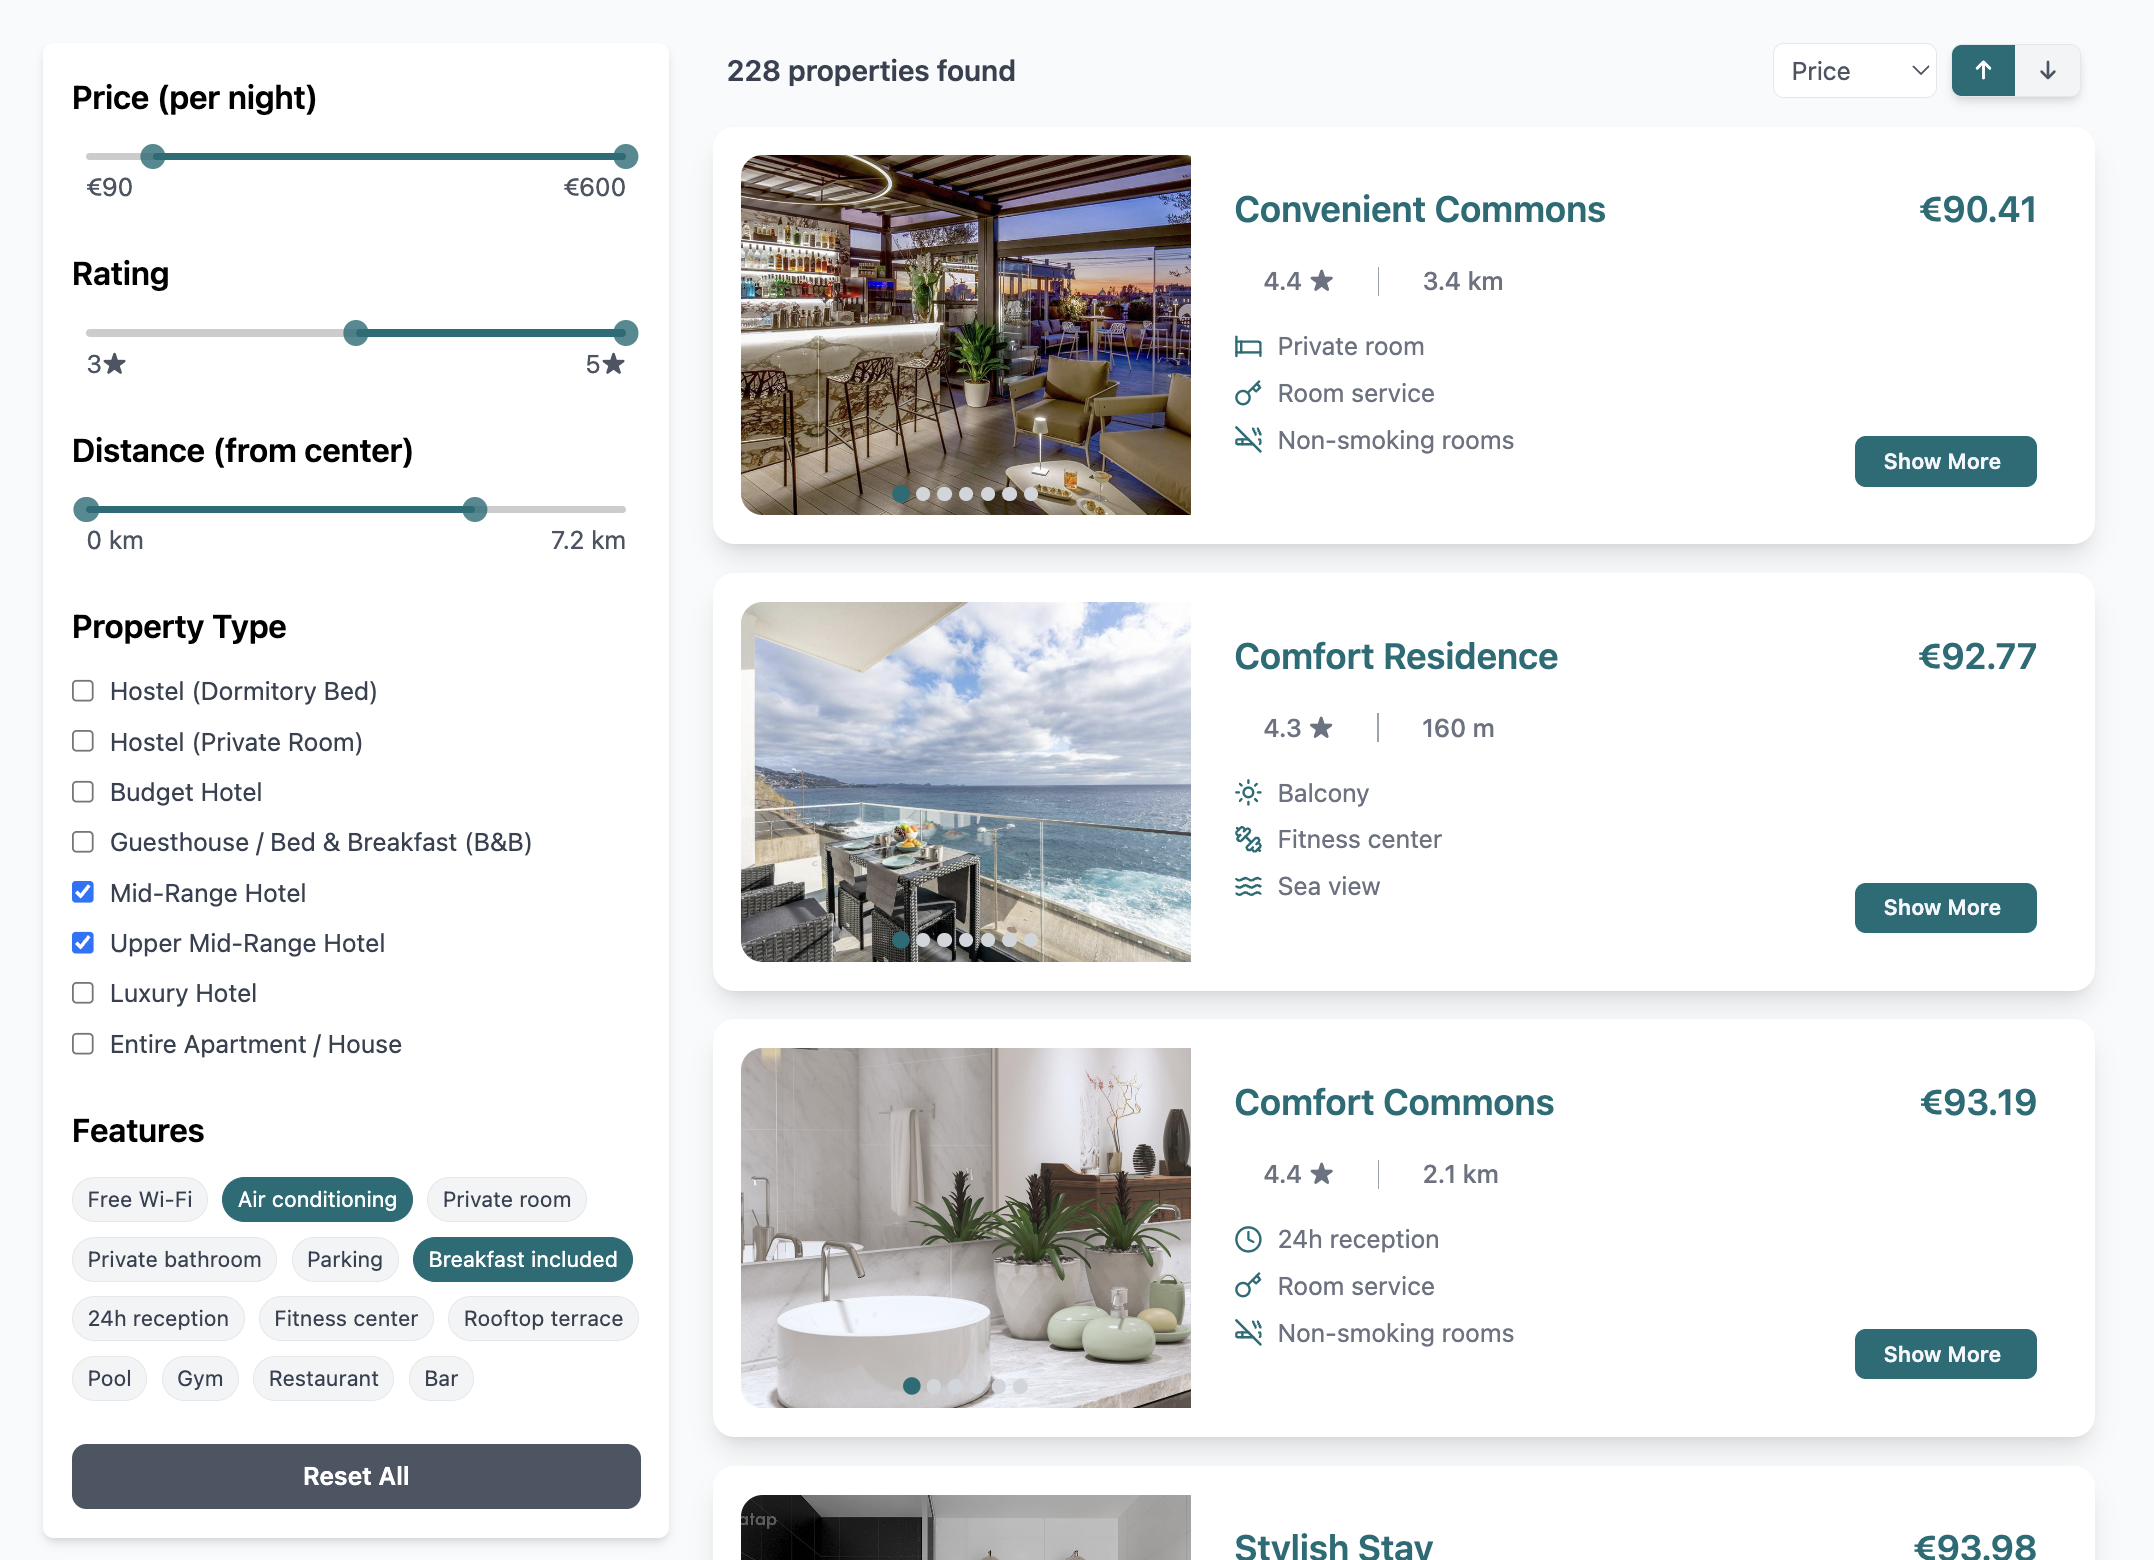 Price (per night)
€90 €600
Rating
3★ 5★
Distance (from center)
0 km 7.2 km
Property Type
Hostel (Dormitory Bed)
Hostel (Private Room)
Budget Hotel
Guesthouse / Bed & Breakfast (B&B)
Mid-Range Hotel
Upper Mid-Range Hotel
Luxury Hotel
Entire Apartment / House
Features
Free Wi-Fi Air conditioning Private room
Private bathroom Parking Breakfast included
24h reception Fitness center Rooftop terrace
Pool Gym Restaurant Bar
Reset All
228 properties found Price
Convenient Commons €90.41
4.4 ★ 3.4 km
Private room
Room service
Non-smoking rooms
Show More
Comfort Residence €92.77
4.3 ★ 160 m
Balcony
Fitness center
Sea view
Show More
Comfort Commons €93.19
4.4 ★ 2.1 km
24h reception
Room service
Non-smoking rooms
Show More
Stylish Stay €93.98